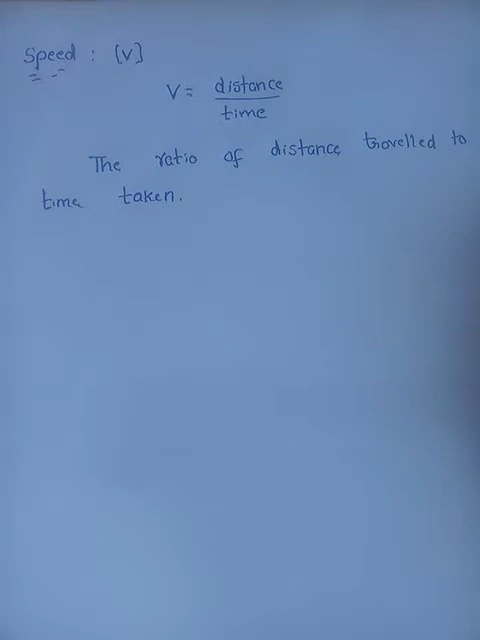 Speed : (V)
V = distance
time
The ratio of distance travelled to
time taken.